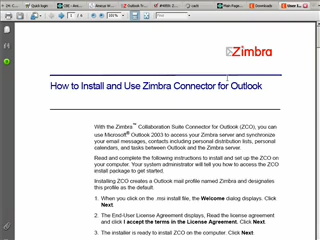 Quick login
Downloads
Zimbra
How to Install and Use Zimbra Connector for Outlook
With the Zimbra™ Collaboration Suite Connector for Outlook (ZCO), you can
use Microsoft® Outlook 2003 to access your Zimbra server and synchronize
your email messages, contacts including personal distribution lists, personal
calendars, and tasks between Outlook and the Zimbra server.
Read and complete the following instructions to install and set up the ZCO on
your computer. Your system administrator will tell you how to access the ZCO
install package to get started.
Installing ZCO creates a Outlook mail profile named Zimbra and designates
this profile as the default:
1. When you click on the .msi install file, the Welcome dialog displays. Click
Next.
2. The End-User License Agreement displays, Read the license agreement
and click I accept the terms in the License Agreement. Click Next.
3. The installer is ready to install ZCO on the computer. Click Next.